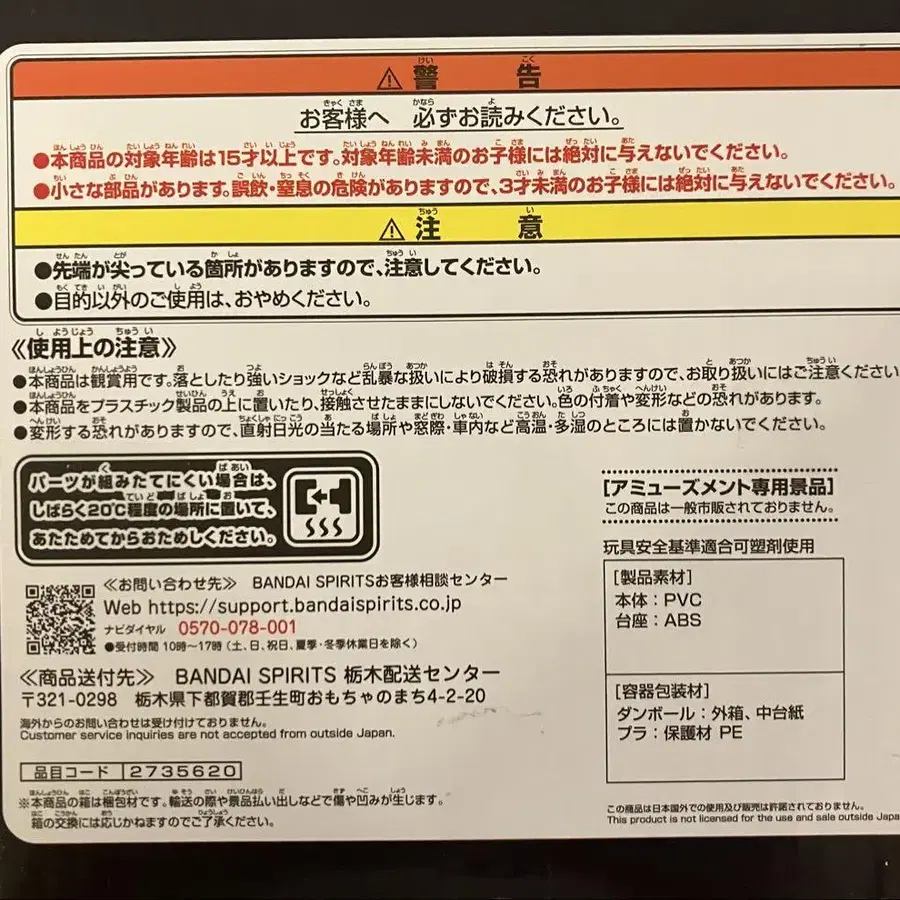 ⚠警告
お客様へ 必ずお読みください。
●本商品の対象年齢は15才以上です。対象年齢未満のお子様には絶対に与えないでください。
●小さな部品があります。誤飲・窒息の危険がありますので、3才未満のお子様には絶対に与えないでください。
⚠注意
●先端が尖っている箇所がありますので、注意してください。
●目的以外のご使用は、おやめください。
《使用上の注意》
●本商品は観賞用です。落としたり強いショックなど乱暴な扱いにより破損する恐れがありますので、お取り扱いにはご注意ください
●本商品をプラスチック製品の上に置いたり、接触させたままにしないでください。色の付着や変形などの恐れがあります。
●変形する恐れがありますので、直射日光の当たる場所や窓際・車内など高温・多湿のところには置かないでください。
パーツが組みたてにくい場合は、
しばらく20℃程度の場所に置いて、
あたためてからおためしください。
[アミューズメント専用景品]
この商品は一般市販されておりません。
玩具安全基準適合可塑剤使用
[製品素材]
本体:PVC
台座:ABS
[容器包装材]
ダンボール:外箱、中台紙
プラ:保護材 PE
≪お問い合わせ先≫ BANDAI SPIRITSお客様相談センター
Web https://support.bandaispirits.co.jp
ナビダイヤル 0570-078-001
●受付時間 10時〜17時(土、日、祝日、夏季・冬季休業日を除く)
≪商品送付先≫ BANDAI SPIRITS 栃木配送センター
〒321-0298 栃木県下都賀郡壬生町おもちゃのまち4-2-20
海外からのお問い合わせは受け付けておりません。
Customer service inquiries are not accepted from outside Japan.
品目コード 2735620
※本商品の箱は梱包材です。輸送の際や景品払い出しなどで傷や凹みが生じます。
箱の交換には応じかねますのでご了承ください。
この商品は日本国外での使用及び販売は許諾されておりません。
This product is not licensed for the use and sale outside Japa